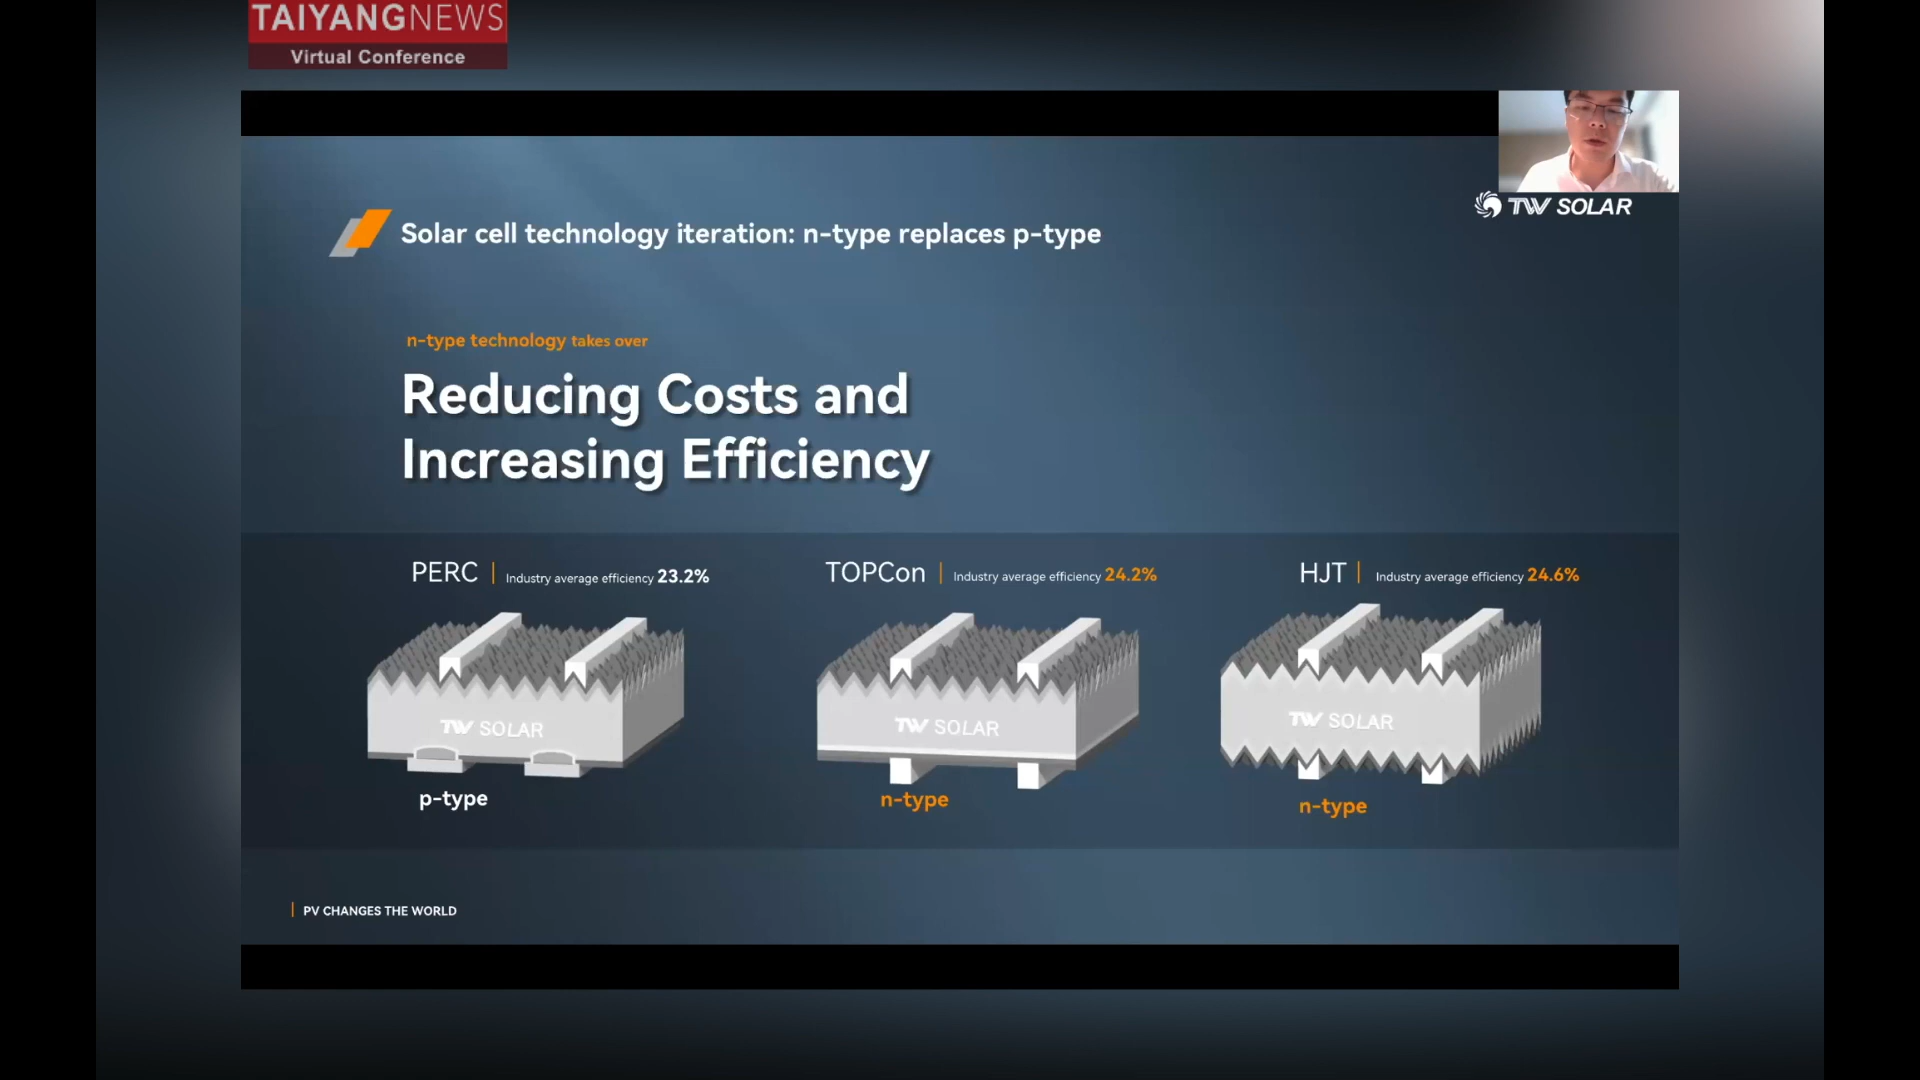 TAIYANGNEWS
Virtual Conference
TW SOLAR
Solar cell technology iteration: n-type replaces p-type
n-type technology takes over
Reducing Costs and
Increasing Efficiency
PERC | Industry average efficiency 23.2%
TOPCon | Industry average efficiency 24.2%
HJT | Industry average efficiency 24.6%
TW SOLAR
TW SOLAR
TW SOLAR
p-type
n-type
n-type
PV CHANGES THE WORLD